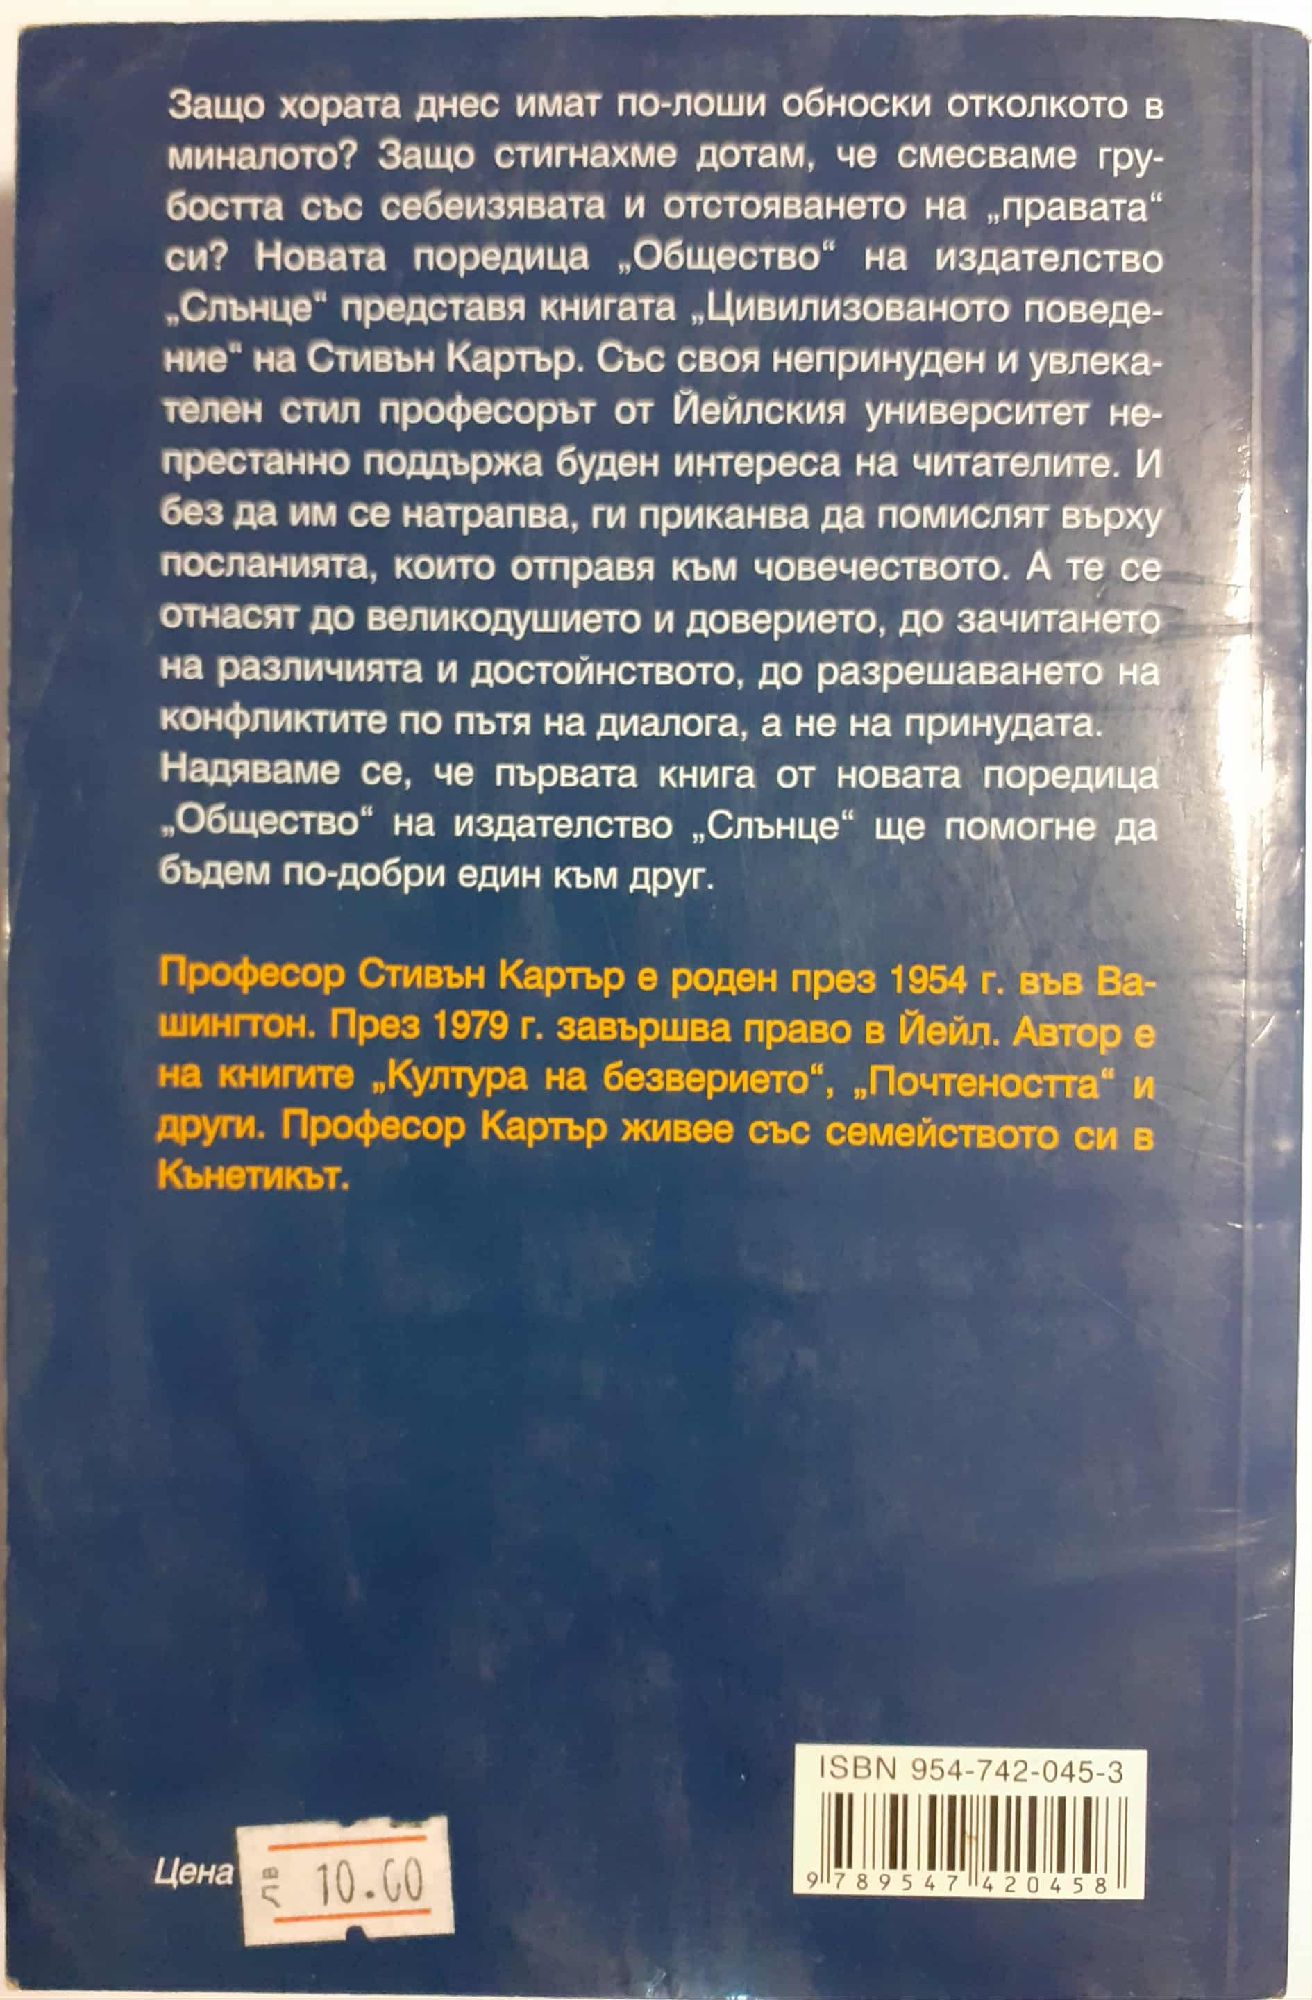 Защо хората днес имат по-лоши обноски отколкото в
миналото? Защо стигнахме дотам, че смесваме гру-
бостта със себеизявата и отстояването на „правата“
си? Новата поредица „Общество“ на издателство
„Слънце“ представя книгата „Цивилизованото поведе-
ние“ на Стивън Картър. Със своя непринуден и увлека-
телен стил професорът от Йейлския университет не-
престанно поддържа буден интереса на читателите. И
без да им се натрапва, ги приканва да помислят върху
посланията, които отправя към човечеството. А те се
отнасят до великодушието и доверието, до зачитането
на различията и достойнството, до разрешаването на
конфликтите по пътя на диалога, а не на принудата.
Надяваме се, че първата книга от новата поредица
„Общество“ на издателство „Слънце“ ще помогне да
бъдем по-добри един към друг.
Професор Стивън Картър е роден през 1954 г. във Ва-
шингтон. През 1979 г. завършва право в Йейл. Автор е
на книгите „Култура на безверието“, „Почтеността“ и
други. Професор Картър живее със семейството си в
Кънетикът.
ISBN 954-742-045-3
9 789547 420458
Цена лв 10.00